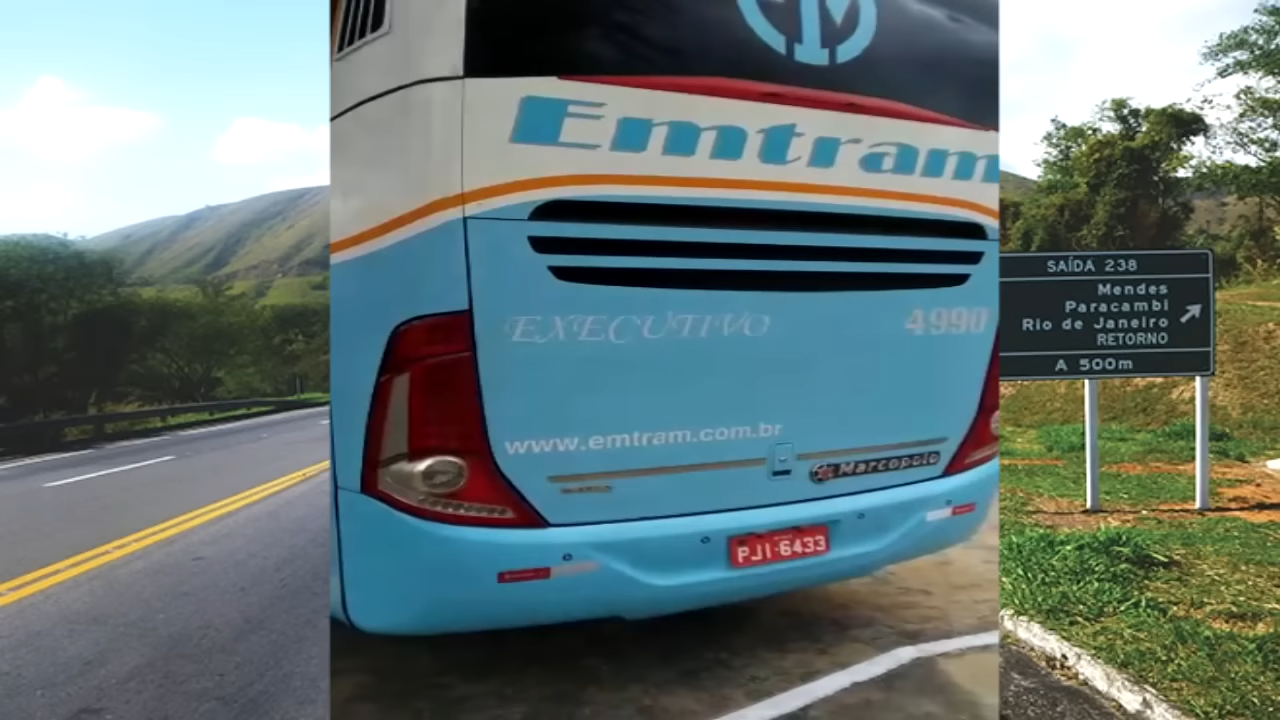 Emtram
EXECUTIVO
4990
www.emtram.com.br
Marcopolo
PJI·6433
SAÍDA 238
Mendes
Paracambi
Rio de Janeiro
RETORNO
A 500m